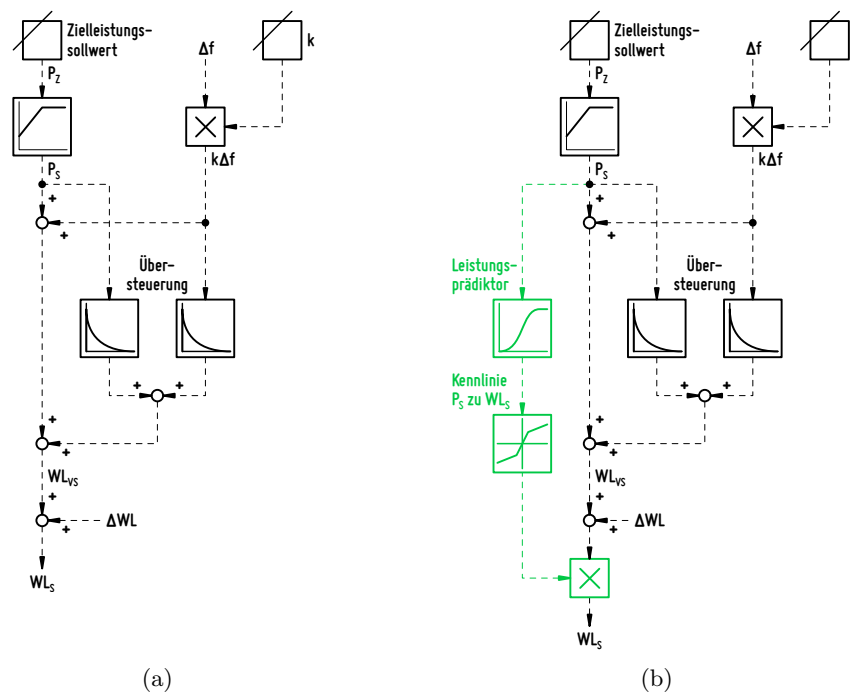 Zielleistungs-
sollwert
k
Δf
P_Z
kΔf
P_S
+
+
Über-
steuerung
+
+
+
+
WL_VS
+
ΔWL
+
WL_S
(a)
Zielleistungs-
sollwert
Δf
P_Z
kΔf
P_S
+
+
Leistungs-
prädiktor
Über-
steuerung
Kennlinie
P_S zu WL_S
+
+
+
+
WL_VS
+
ΔWL
+
WL_S
(b)